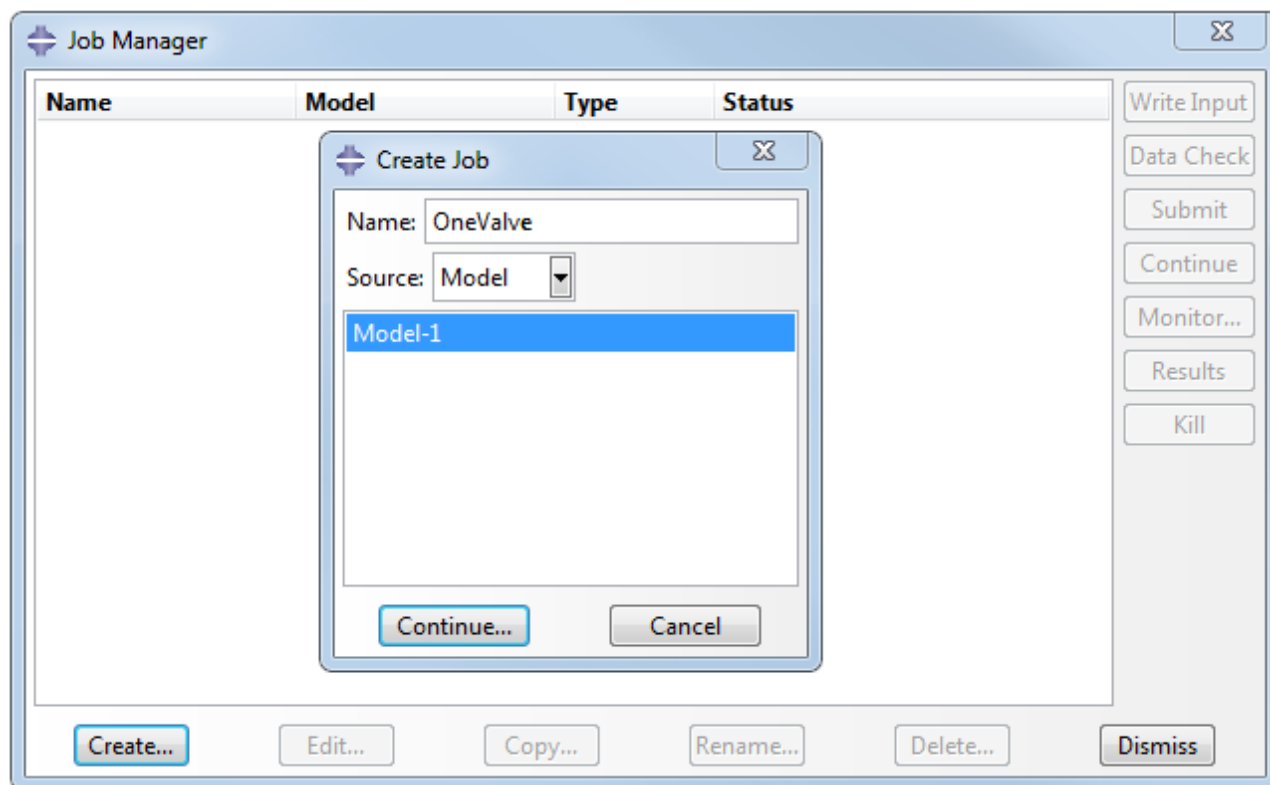 Job Manager
Name Model Type Status
Write Input
Create Job
Data Check
Name: OneValve
Submit
Source: Model
Continue
Model-1
Monitor...
Results
Kill
Continue... Cancel
Create... Edit... Copy... Rename... Delete... Dismiss